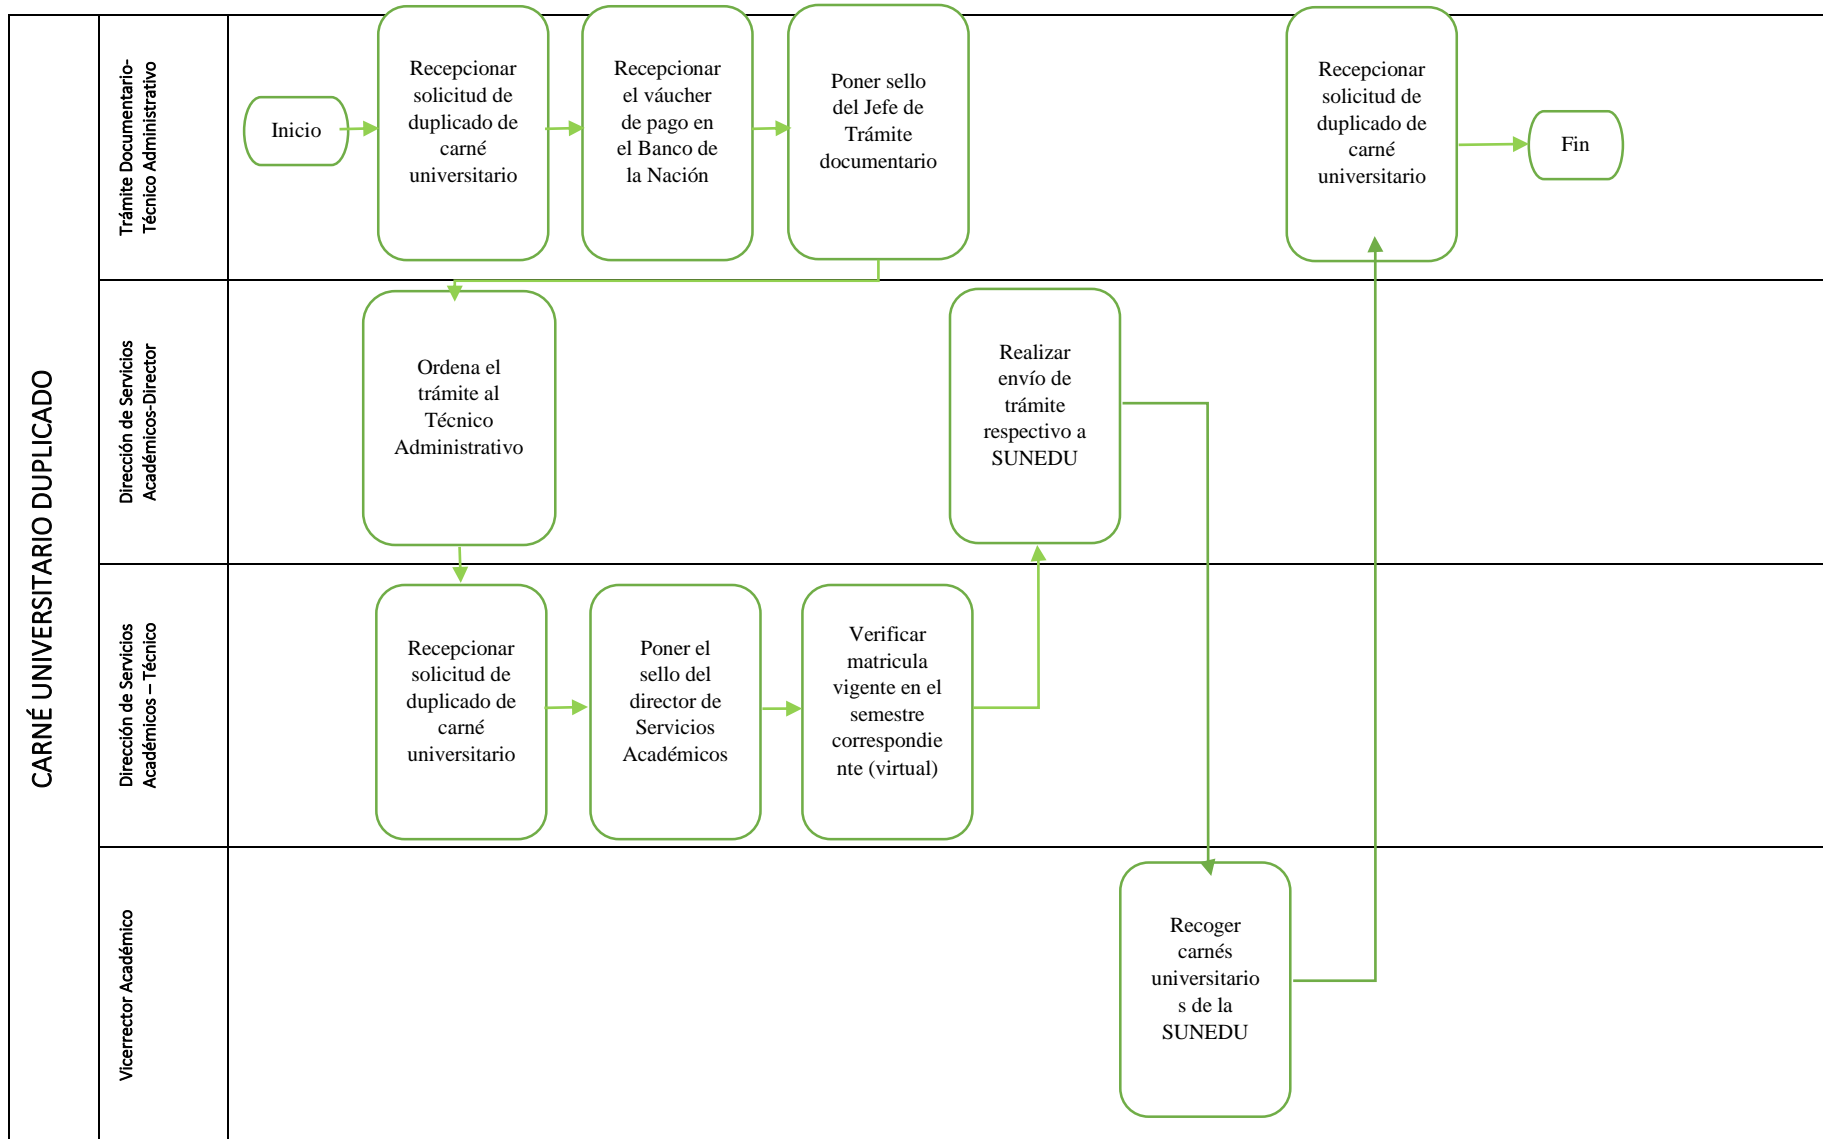 CARNÉ UNIVERSITARIO DUPLICADO
Trámite Documentario-
Técnico Administrativo
Inicio
Recepcionar
solicitud de
duplicado de
carné
universitario
Recepcionar
el váucher
de pago en
el Banco de
la Nación
Poner sello
del Jefe de
Trámite
documentario
Recepcionar
solicitud de
duplicado de
carné
universitario
Fin
Dirección de Servicios
Académicos-Director
Ordena el
trámite al
Técnico
Administrativo
Realizar
envío de
trámite
respectivo a
SUNEDU
Dirección de Servicios
Académicos – Técnico
Recepcionar
solicitud de
duplicado de
carné
universitario
Poner el
sello del
director de
Servicios
Académicos
Verificar
matricula
vigente en el
semestre
correspondie
nte (virtual)
Vicerrector Académico
Recoger
carnés
universitario
s de la
SUNEDU